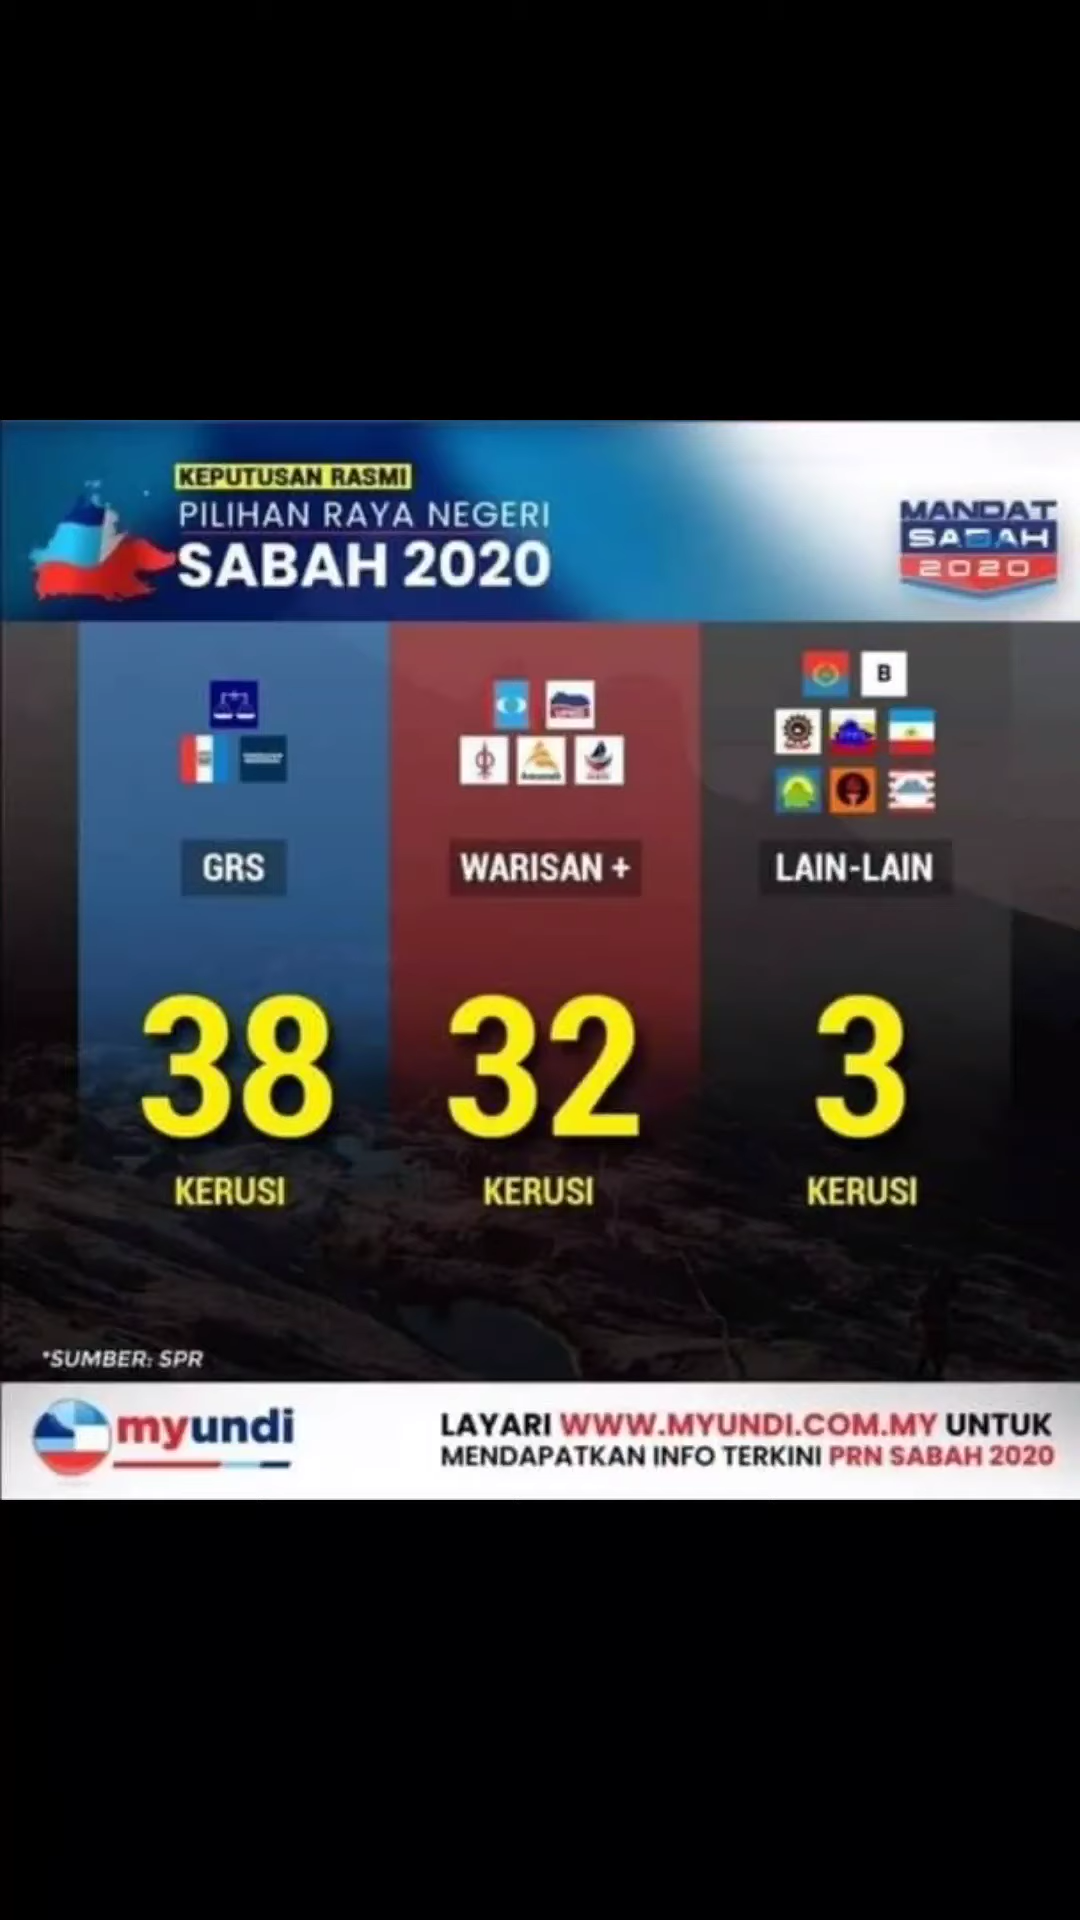 KEPUTUSAN RASMI
PILIHAN RAYA NEGERI
SABAH 2020
MANDAT
SABAH
2020
B
GRS
WARISAN +
LAIN-LAIN
38
32
3
KERUSI
KERUSI
KERUSI
*SUMBER: SPR
myundi
LAYARI WWW.MYUNDI.COM.MY UNTUK
MENDAPATKAN INFO TERKINI PRN SABAH 2020